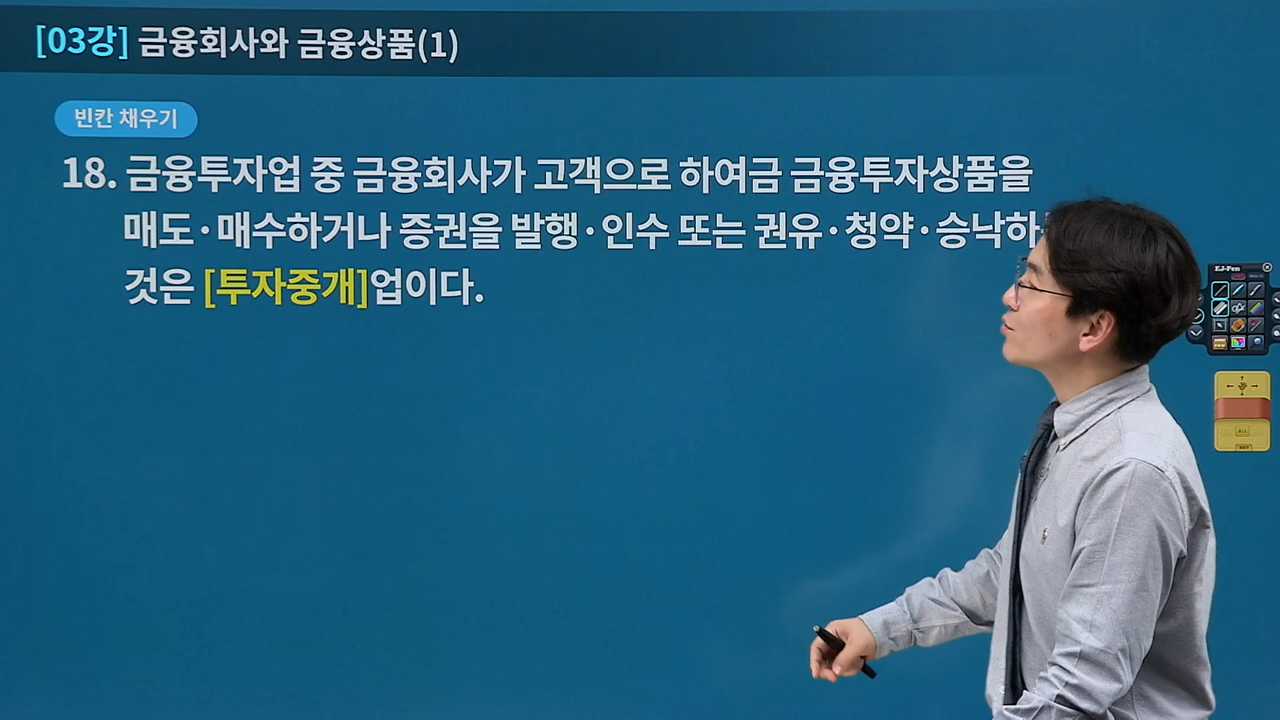 [03강] 금융회사와 금융상품(1)
빈칸 채우기
18. 금융투자업 중 금융회사가 고객으로 하여금 금융투자상품을
매도·매수하거나 증권을 발행·인수 또는 권유·청약·승낙하
것은 [투자중개]업이다.
EJ-Pen
ALL